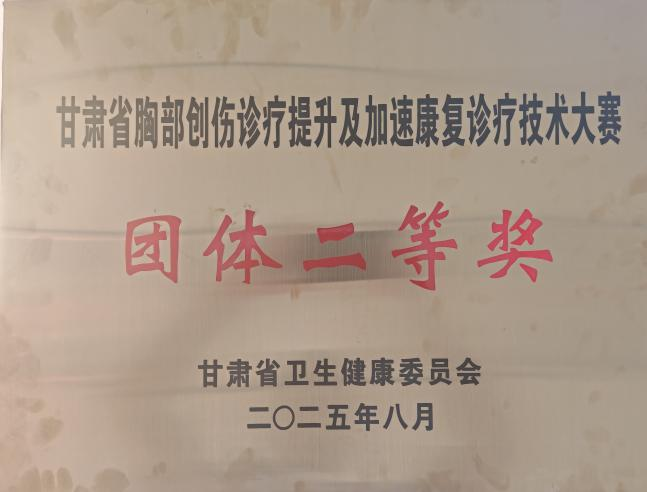 甘肃省胸部创伤诊疗提升及加速康复诊疗技术大赛
团体二等奖
甘肃省卫生健康委员会
二〇二五年八月